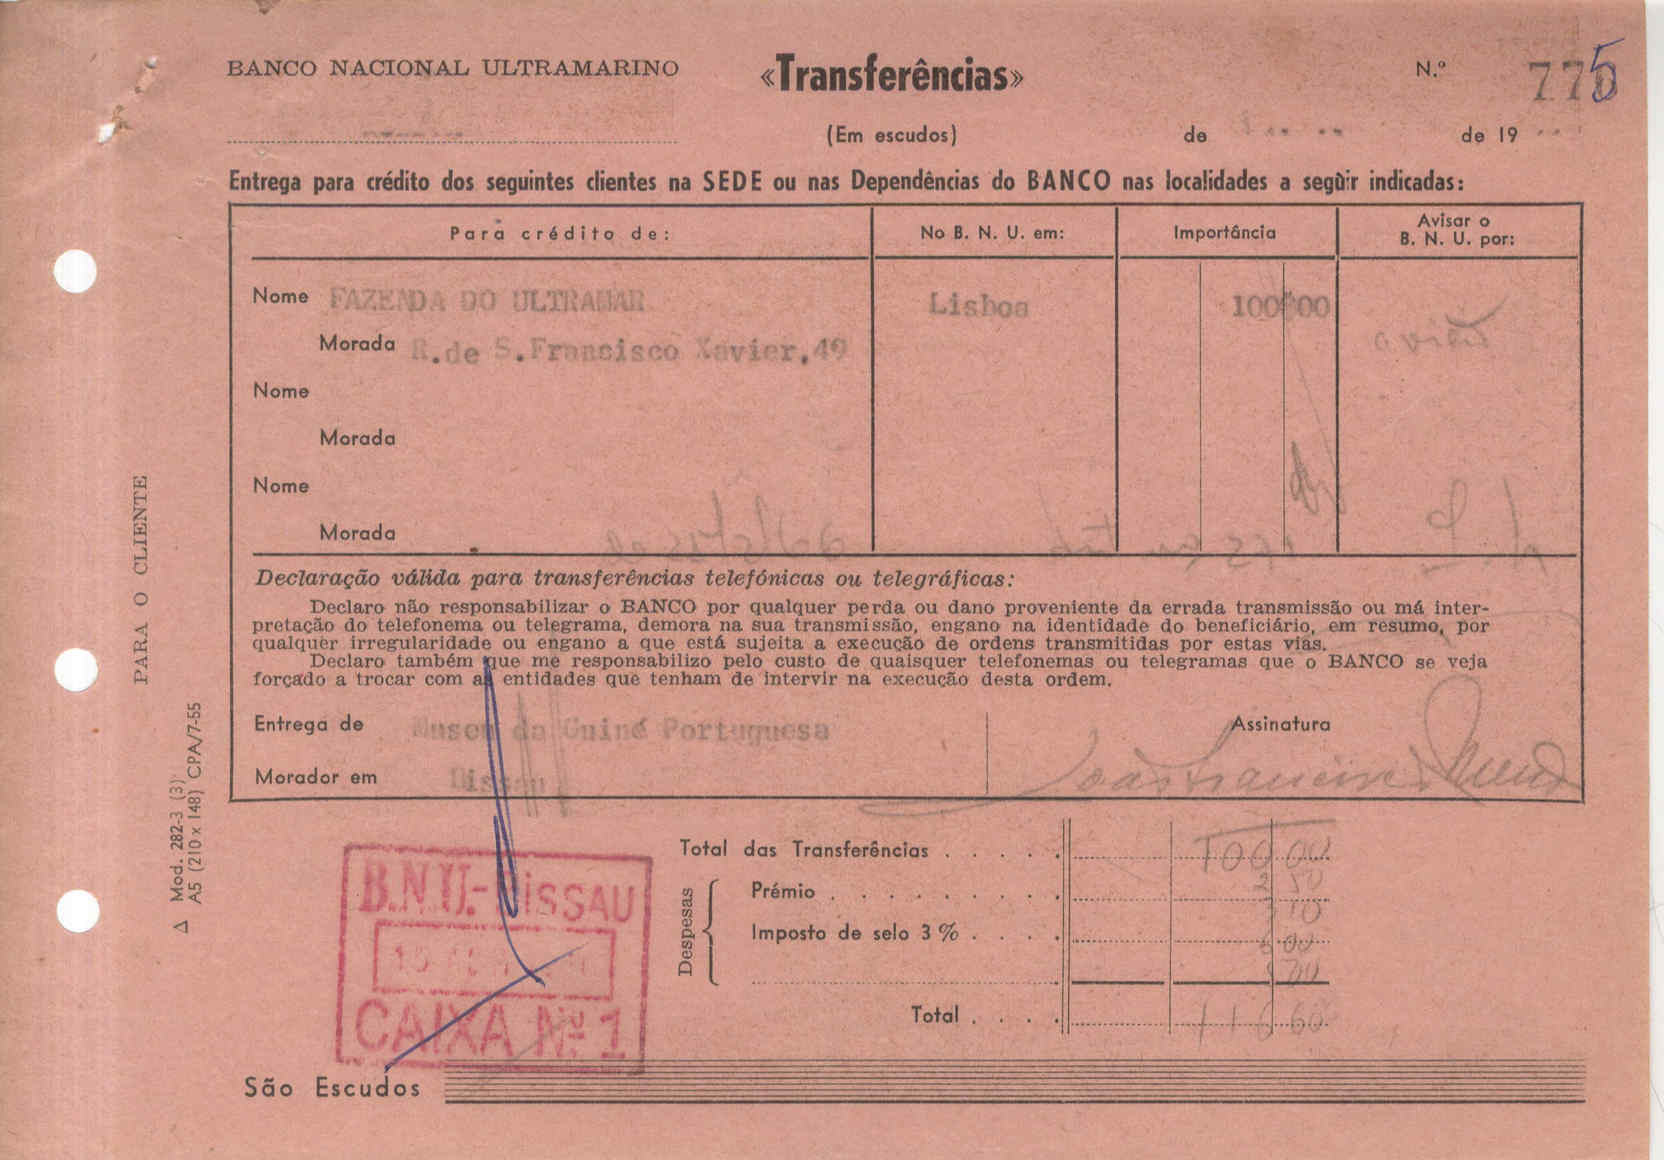 BANCO NACIONAL ULTRAMARINO
«Transferências»
N.º 775
(Em escudos)
de
de 19
Entrega para crédito dos seguintes clientes na SEDE ou nas Dependências do BANCO nas localidades a seguir indicadas:
Para crédito de:
No B. N. U. em:
Importância
Avisar o
B. N. U. por:
Nome FAZENDA DO ULTRAMAR
Lisboa
100$00
avião
Morada R.de S.Francisco Xavier,49
Nome
Morada
Nome
Morada
Declaração válida para transferências telefónicas ou telegráficas:
Declaro não responsabilizar o BANCO por qualquer perda ou dano proveniente da errada transmissão ou má inter-
pretação do telefonema ou telegrama, demora na sua transmissão, engano na identidade do beneficiário, em resumo, por
qualquer irregularidade ou engano a que está sujeita a execução de ordens transmitidas por estas vias.
Declaro também que me responsabilizo pelo custo de quaisquer telefonemas ou telegramas que o BANCO se veja
forçado a trocar com as entidades que tenham de intervir na execução desta ordem.
Entrega de Museu da Guiné Portuguesa
Assinatura
Morador em Bissau
Total das Transferências . . . . . 100 00
Despesas
Prémio . . . . . . . . . 2 50
Imposto de selo 3 % . . . .
Total . . . . 116 60
B.N.U.-BISSAU
CAIXA Nº 1
São Escudos
PARA O CLIENTE
Δ Mod. 282-3 (3)
A5 (210 x 148) CPA/7-55